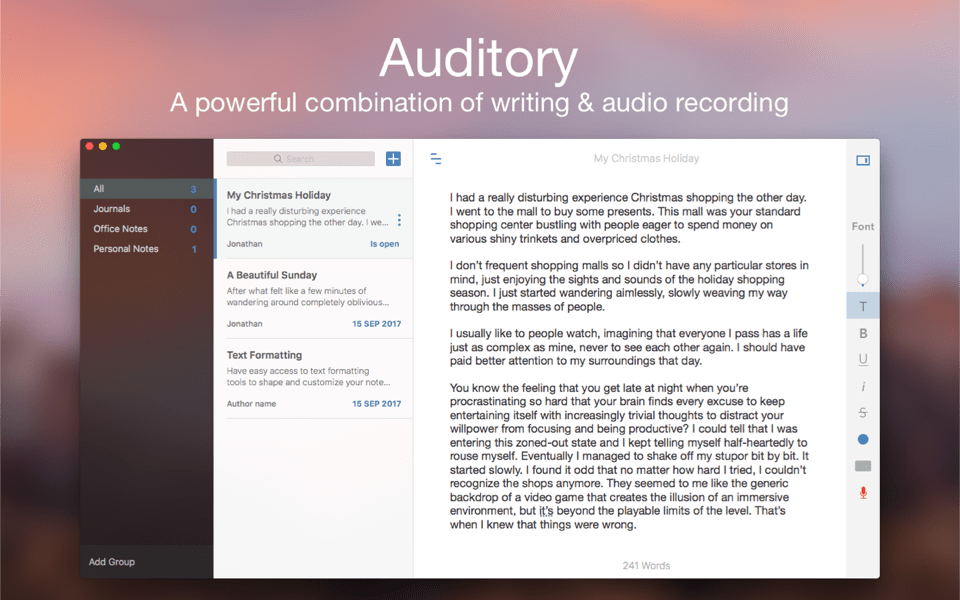 Auditory
A powerful combination of writing & audio recording
Search
My Christmas Holiday
All 3
Journals 0
Office Notes 0
Personal Notes 1
Add Group
My Christmas Holiday
I had a really disturbing experience
Christmas shopping the other day. I we...
Jonathan Is open
A Beautiful Sunday
After what felt like a few minutes of
wandering around completely oblivious...
Jonathan 15 SEP 2017
Text Formatting
Have easy access to text formatting
tools to shape and customize your note...
Author name 15 SEP 2017
I had a really disturbing experience Christmas shopping the other day.
I went to the mall to buy some presents. This mall was your standard
shopping center bustling with people eager to spend money on
various shiny trinkets and overpriced clothes.
I don't frequent shopping malls so I didn't have any particular stores in
mind, just enjoying the sights and sounds of the holiday shopping
season. I just started wandering aimlessly, slowly weaving my way
through the masses of people.
I usually like to people watch, imagining that everyone I pass has a life
just as complex as mine, never to see each other again. I should have
paid better attention to my surroundings that day.
You know the feeling that you get late at night when you're
procrastinating so hard that your brain finds every excuse to keep
entertaining itself with increasingly trivial thoughts to distract your
willpower from focusing and being productive? I could tell that I was
entering this zoned-out state and I kept telling myself half-heartedly to
rouse myself. Eventually I managed to shake off my stupor bit by bit. It
started slowly. I found it odd that no matter how hard I tried, I couldn't
recognize the shops anymore. They seemed to me like the generic
backdrop of a video game that creates the illusion of an immersive
environment, but it's beyond the playable limits of the level. That's
when I knew that things were wrong.
241 Words
Font
T
B
U
i
S